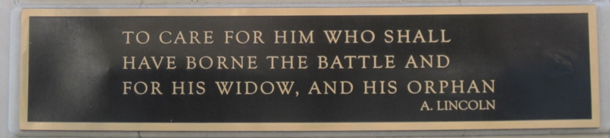 TO CARE FOR HIM WHO SHALL
HAVE BORNE THE BATTLE AND
FOR HIS WIDOW, AND HIS ORPHAN
A. LINCOLN